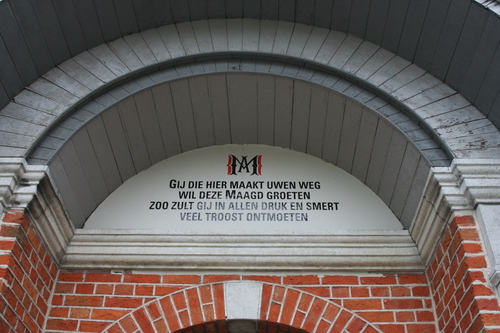 MA
GIJ DIE HIER MAAKT UWEN WEG
WIL DEZE MAAGD GROETEN
ZOO ZULT GIJ IN ALLEN DRUK EN SMERT
VEEL TROOST ONTMOETEN